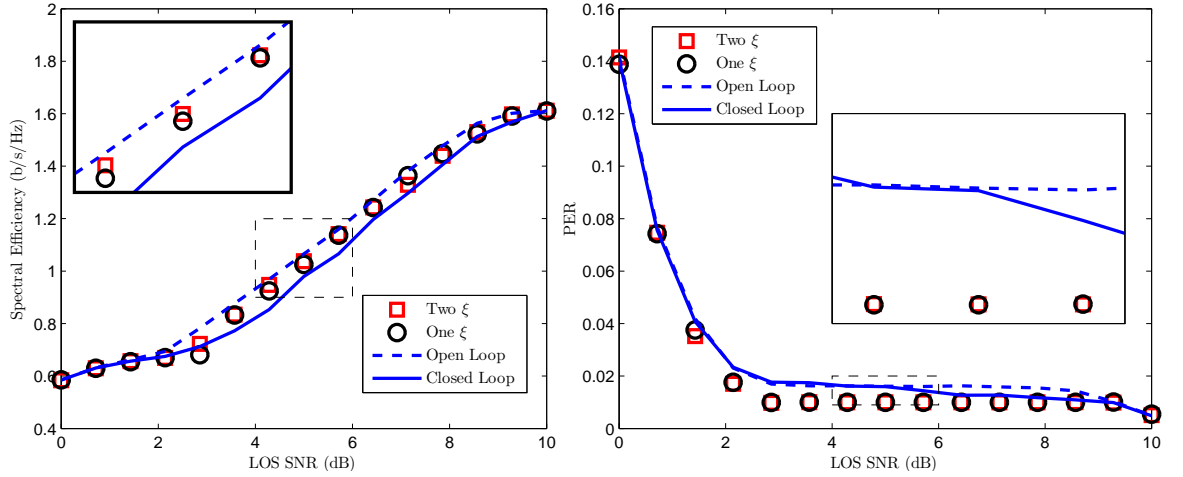 2
1.8
1.6
1.4
1.2
1
0.8
0.6
0.4
Spectral Efficiency (b/s/Hz)
Two ξ
One ξ
Open Loop
Closed Loop
0 2 4 6 8 10
LOS SNR (dB)
0.16
0.14
0.12
0.1
0.08
0.06
0.04
0.02
0
PER
Two ξ
One ξ
Open Loop
Closed Loop
0 2 4 6 8 10
LOS SNR (dB)